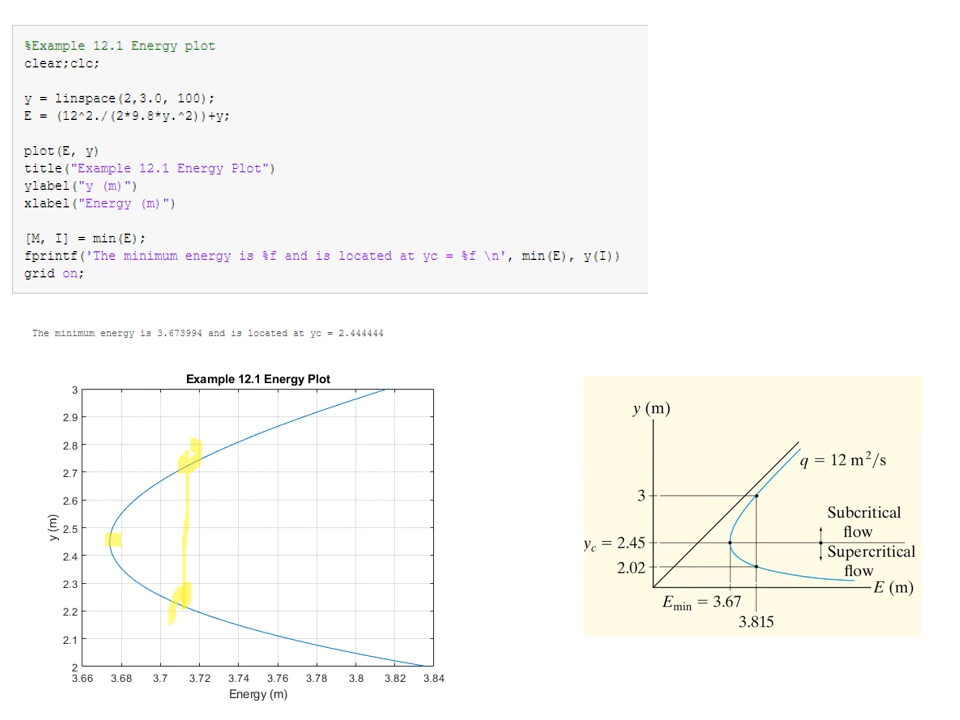 %Example 12.1 Energy plot
clear;clc;
y = linspace(2,3.0, 100);
E = (12^2./(2*9.8*y.^2))+y;
plot(E, y)
title("Example 12.1 Energy Plot")
ylabel("y (m)")
xlabel("Energy (m)")
[M, I] = min(E);
fprintf('The minimum energy is %f and is located at yc = %f \n', min(E), y(I))
grid on;
The minimum energy is 3.673994 and is located at yc = 2.444444
Example 12.1 Energy Plot
3
2.9
2.8
2.7
2.6
2.5
2.4
2.3
2.2
2.1
2
y (m)
3.66 3.68 3.7 3.72 3.74 3.76 3.78 3.8 3.82 3.84
Energy (m)
y (m)
q = 12 m²/s
3
Subcritical
flow
yc = 2.45
Supercritical
2.02
flow
E (m)
Emin = 3.67
3.815